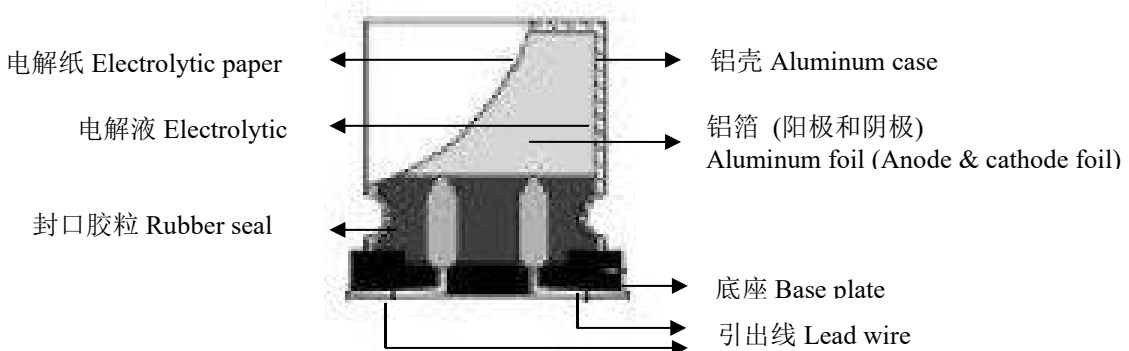 电解纸 Electrolytic paper
铝壳 Aluminum case
电解液 Electrolytic
铝箔 (阳极和阴极)
Aluminum foil (Anode & cathode foil)
封口胶粒 Rubber seal
底座 Base plate
引出线 Lead wire